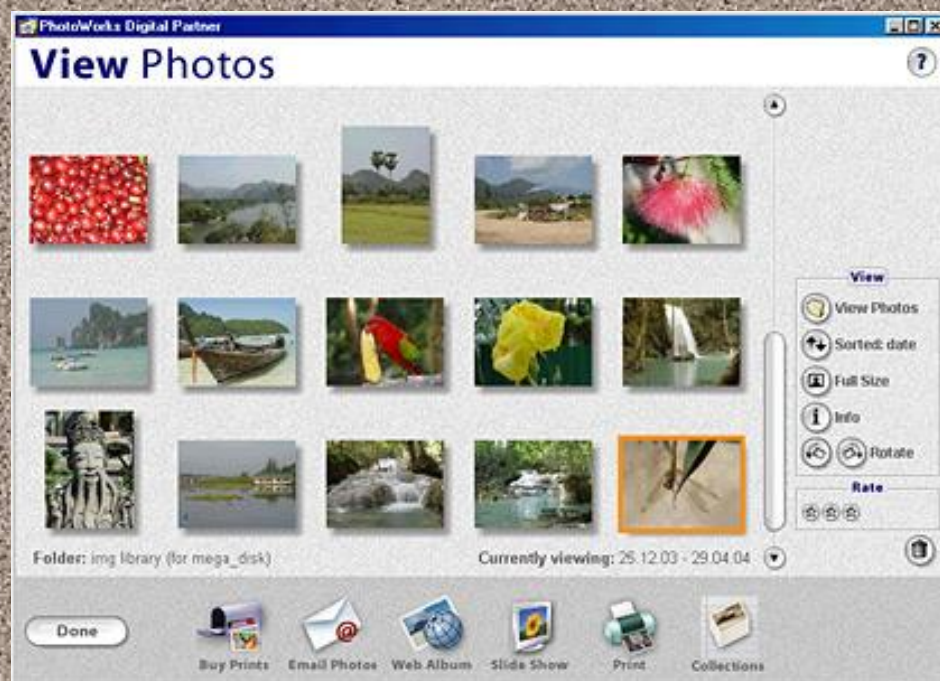 PhotoWorks Digital Partner
View Photos
?
View
View Photos
Sorted: date
Full Size
i Info
Rotate
Rate
Folder: img library (for mega_disk)
Currently viewing: 25.12.03 - 29.04.04
Done
Buy Prints
Email Photos
Web Album
Slide Show
Print
Collections